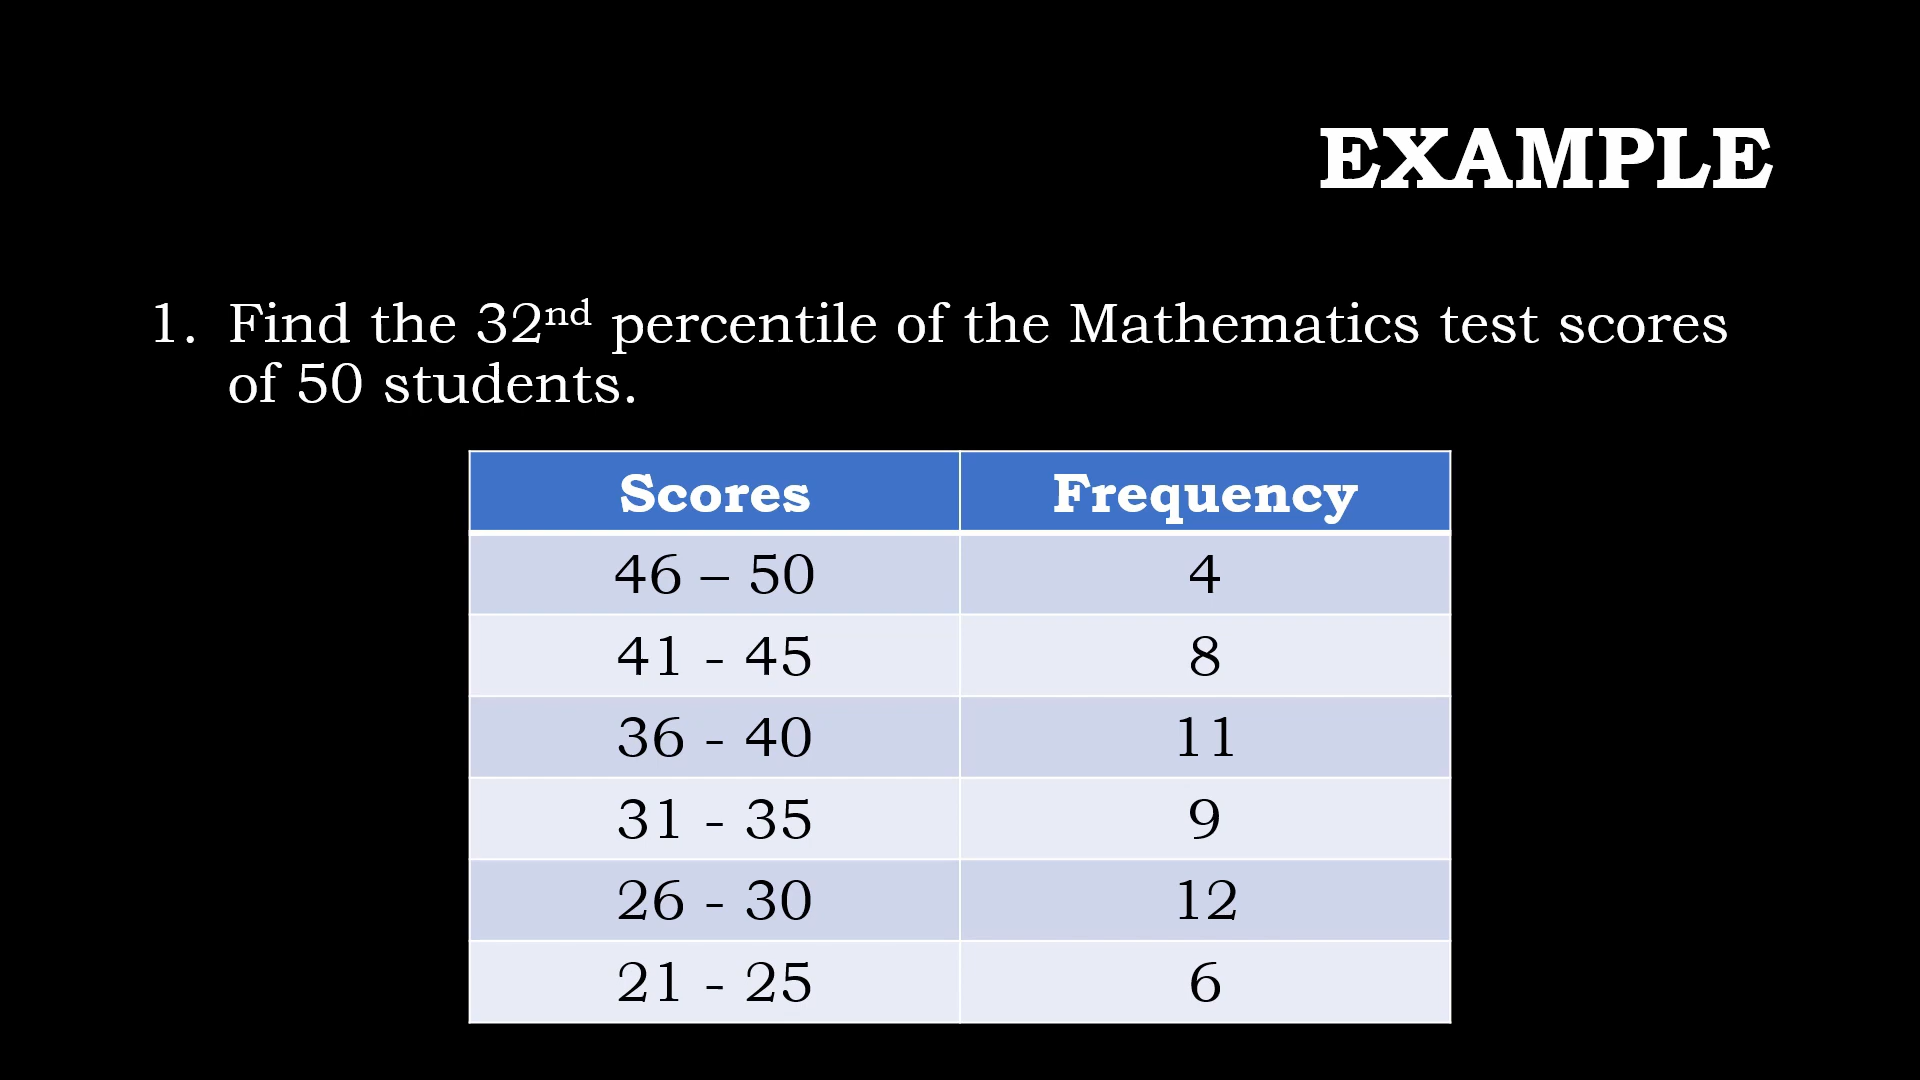 EXAMPLE
1. Find the 32nd percentile of the Mathematics test scores
of 50 students.
Scores Frequency
46 – 50 4
41 - 45 8
36 - 40 11
31 - 35 9
26 - 30 12
21 - 25 6